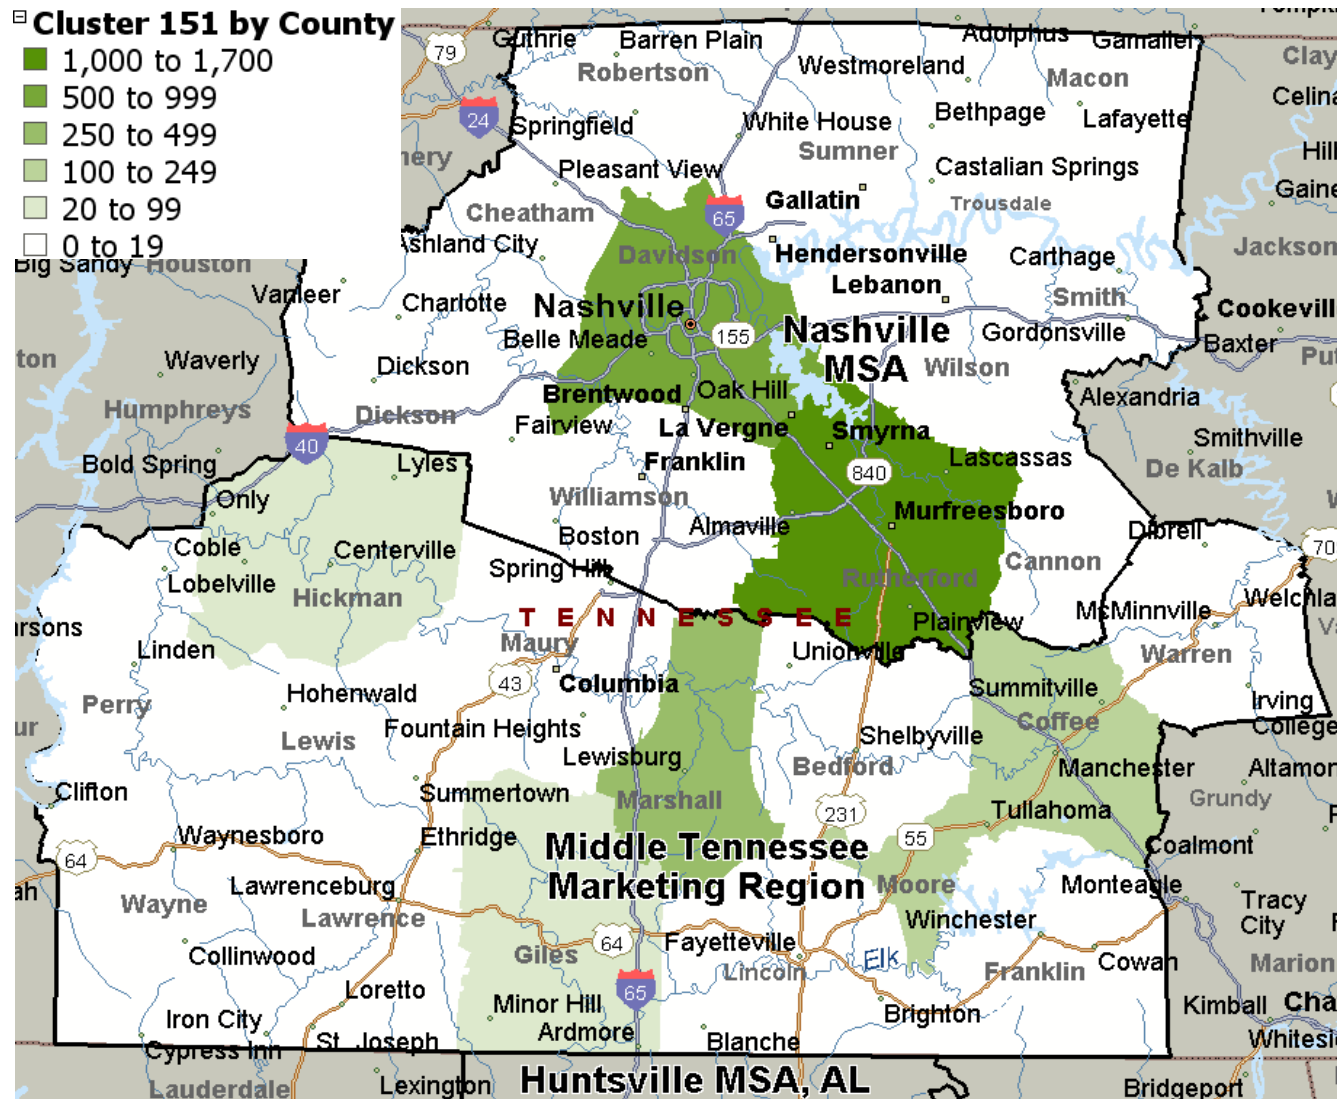 Cluster 151 by County
1,000 to 1,700
500 to 999
250 to 499
100 to 249
20 to 99
0 to 19
79
Guthrie
Barren Plain
Adolphus
Gamaliel
Robertson
Westmoreland
Macon
Clay
Celina
24
Springfield
White House
Bethpage
Lafayette
Sumner
Pleasant View
Castalian Springs
Gallatin
Trousdale
Cheatham
65
Ashland City
Davidson
Hendersonville
Carthage
Jackson
Big Sandy
Houston
Vanleer
Charlotte
Nashville
Lebanon
Smith
Belle Meade
155
Nashville
MSA
Gordonsville
Baxter
Waverly
Dickson
Wilson
Brentwood
Oak Hill
Alexandria
Humphreys
Dickson
Fairview
La Vergne
Smyrna
Smithville
40
Bold Spring
Lyles
Franklin
840
Lascassas
De Kalb
Only
Williamson
Murfreesboro
Boston
Almaville
Dibrell
70
Coble
Centerville
Cannon
Lobelville
Spring Hill
Rutherford
Hickman
TENNESSEE
Plainview
McMinnville
Linden
Maury
Unionville
Warren
43
Columbia
Summitville
Irving
Perry
Hohenwald
Coffee
Lewis
Fountain Heights
Shelbyville
College
Lewisburg
Bedford
Manchester
Clifton
Summertown
Marshall
Tullahoma
Grundy
231
Waynesboro
Ethridge
55
64
Middle Tennessee
Marketing Region
Coalmont
Lawrenceburg
Moore
Monteagle
Wayne
Lawrence
Winchester
Tracy
City
Collinwood
Giles
64
Fayetteville
Elk
Cowan
Lincoln
Franklin
Marion
Loretto
Minor Hill
65
Brighton
Kimball
Iron City
Ardmore
Cypress Inn
St. Joseph
Blanche
Lauderdale
Lexington
Huntsville MSA, AL
Bridgeport